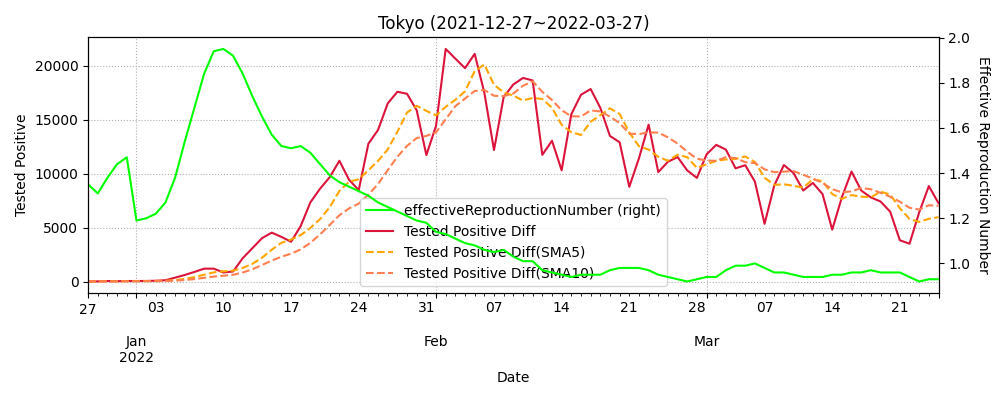 Tokyo (2021-12-27~2022-03-27)
Tested Positive
20000
15000
10000
5000
0
2.0
1.8
1.6
1.4
1.2
1.0
Effective Reproduction Number
effectiveReproductionNumber (right)
Tested Positive Diff
Tested Positive Diff(SMA5)
Tested Positive Diff(SMA10)
27 03 10 17 24 31 07 14 21 28 07 14 21
Jan Feb Mar
2022
Date